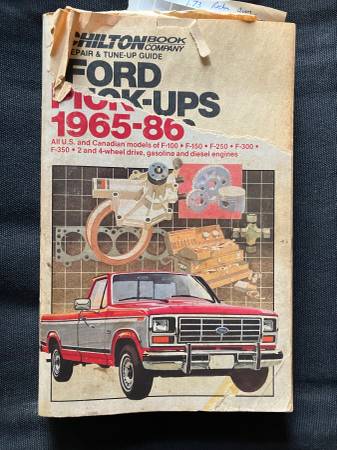 CHILTON BOOK COMPANY
REPAIR & TUNE-UP GUIDE
FORD
PICK-UPS
1965-86
All U.S. and Canadian models of F-100 • F-150 • F-250 • F-300 •
F-350 • 2 and 4-wheel drive, gasoline and diesel engines